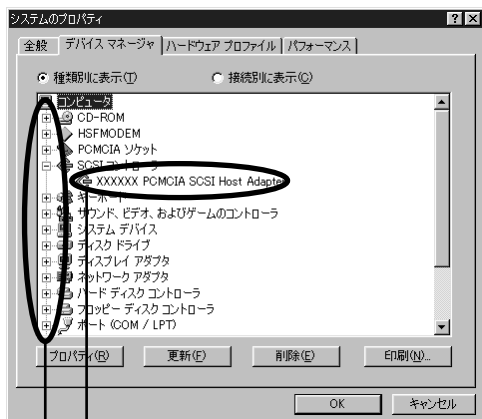 システムのプロパティ
全般 デバイス マネージャ ハードウェア プロファイル パフォーマンス
種類別に表示(T) 接続別に表示(C)
コンピュータ
CD-ROM
HSFMODEM
PCMCIA ソケット
SCSI コントローラ
XXXXXX PCMCIA SCSI Host Adapter
キーボード
サウンド、ビデオ、およびゲームのコントローラ
システム デバイス
ディスク ドライブ
ディスプレイ アダプタ
ネットワーク アダプタ
ハード ディスク コントローラ
フロッピー ディスク コントローラ
ポート (COM / LPT)
プロパティ(R) 更新(F) 削除(E) 印刷(N)...
OK キャンセル